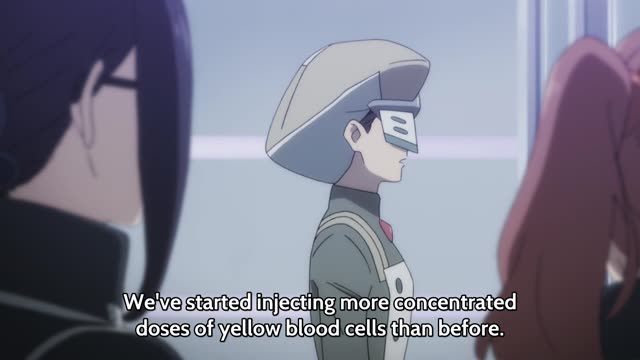 We've started injecting more concentrated
doses of yellow blood cells than before.